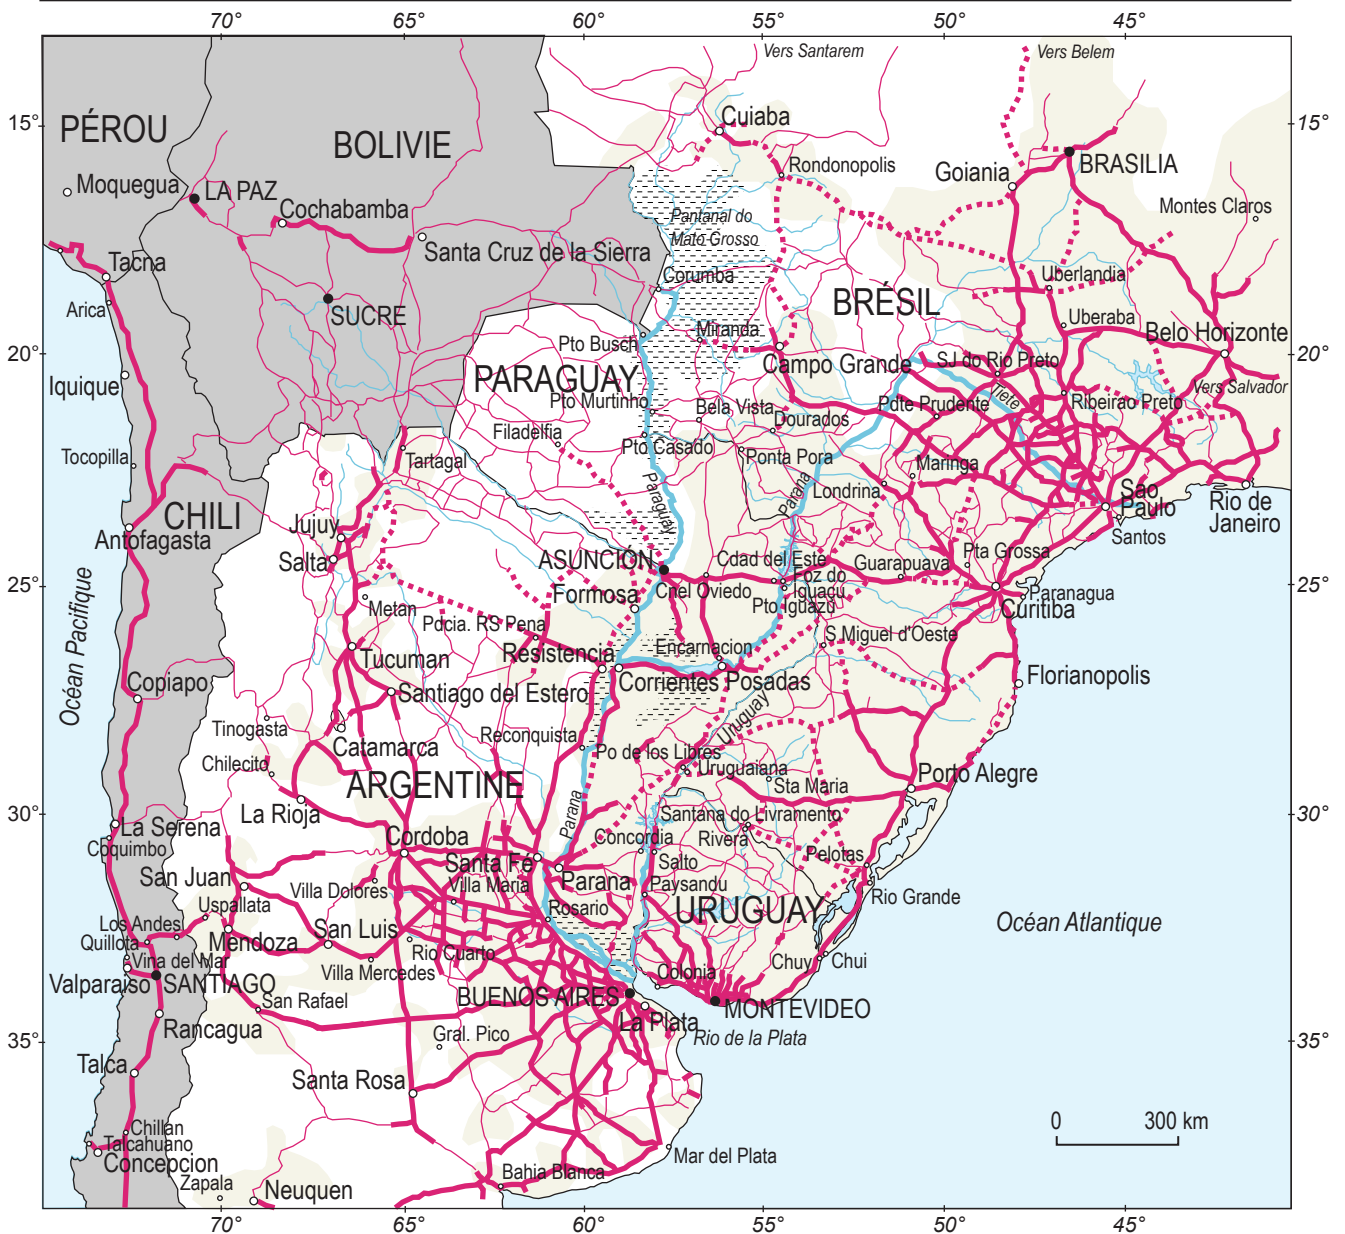 70° 65° 60° 55° 50° 45°
Vers Santarem
Vers Belem
15°
15°
PÉROU
BOLIVIE
Cuiaba
Rondonopolis
Goiania
BRASILIA
Moquegua
LA PAZ
Cochabamba
Montes Claros
Pantanal do
Mato Grosso
Santa Cruz de la Sierra
Tacna
Corumba
Uberlandia
Arica
SUCRE
BRÉSIL
Uberaba
Miranda
Belo Horizonte
Pto Busch
20°
20°
Campo Grande
SJ do Rio Preto
Iquique
PARAGUAY
Vers Salvador
Pto Murtinho
Bela Vista
Pdte Prudente
Tiete
Ribeirao Preto
Dourados
Filadelfia
Pto Casado
Ponta Pora
Tocopilla
Tartagal
Maringa
Londrina
Parana
Paraguay
Sao
Paulo
Rio de
Janeiro
CHILI
Jujuy
Antofagasta
Santos
Salta
ASUNCIÓN
Cdad del Este
Guarapuava
Pta Grossa
25°
25°
Foz do
Iguaçu
Cnel Oviedo
Formosa
Pto Iguazu
Paranagua
Curitiba
Metan
Pdcia. RS Pena
S.Miguel d'Oeste
Océan Pacifique
Tucuman
Resistencia
Encarnacion
Florianopolis
Copiapo
Santiago del Estero
Corrientes
Posadas
Tinogasta
Uruguay
Catamarca
Reconquista
Po de los Libres
Chilecito
Uruguaiana
Porto Alegre
ARGENTINE
Sta Maria
La Rioja
Parana
30°
30°
Santana do Livramento
La Serena
Cordoba
Concordia
Rivera
Coquimbo
Santa Fé
Salto
Pelotas
San Juan
Villa Dolores
Villa Maria
Parana
Paysandu
Rio Grande
Uspallata
Rosario
URUGUAY
Océan Atlantique
Los Andes
San Luis
Quillota
Mendoza
Rio Cuarto
Vina del Mar
Villa Mercedes
Chuy
Chui
Valparaiso
SANTIAGO
Colonia
San Rafael
BUENOS AIRES
MONTEVIDEO
Rancagua
La Plata
Gral. Pico
Rio de la Plata
35°
35°
Talca
Santa Rosa
0 300 km
Chillan
Talcahuano
Concepcion
Mar del Plata
Bahia Blanca
Zapala
Neuquen
70° 65° 60° 55° 50° 45°